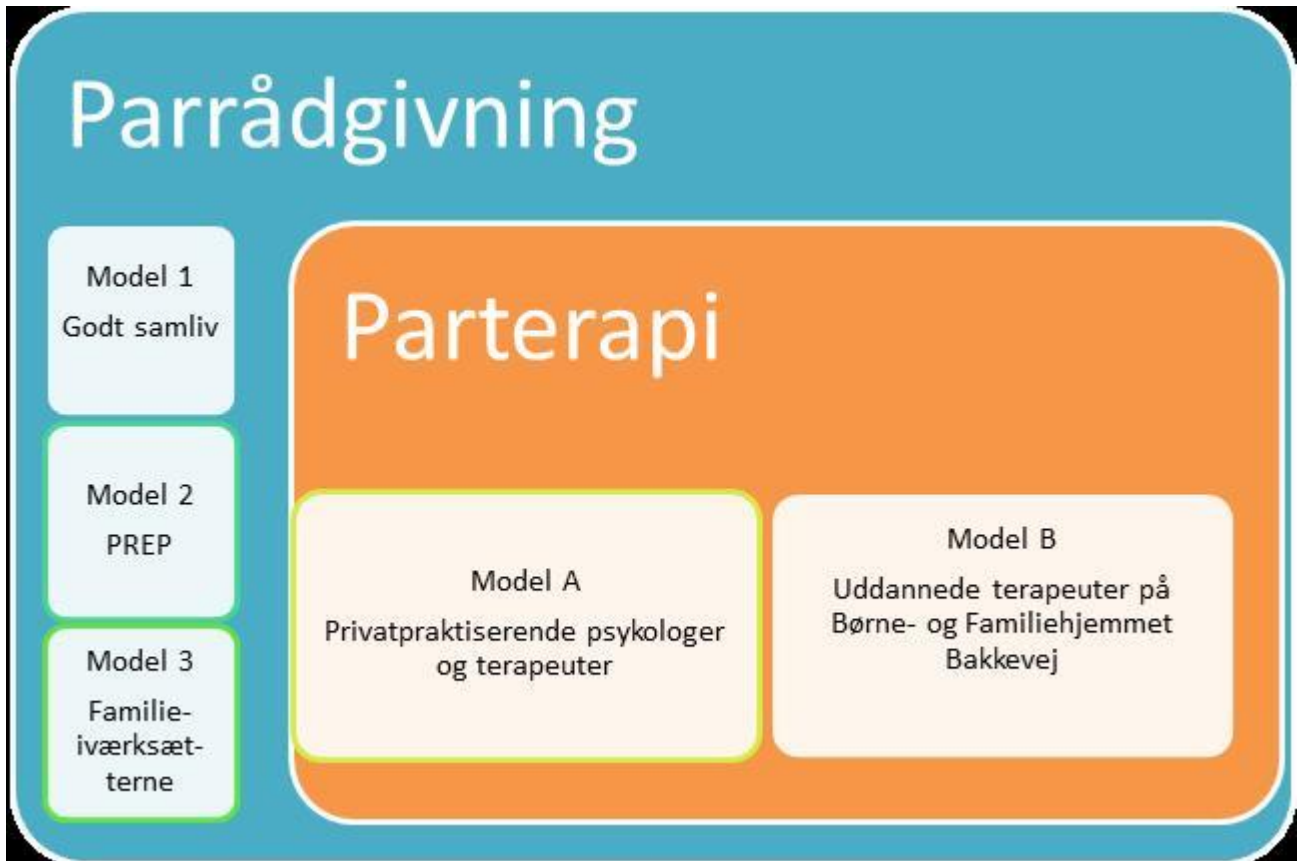 Parrådgivning
Model 1
Godt samliv
Model 2
PREP
Model 3
Familie-
iværksæt-
terne
Parterapi
Model A
Privatpraktiserende psykologer
og terapeuter
Model B
Uddannede terapeuter på
Børne- og Familiehjemmet
Bakkevej